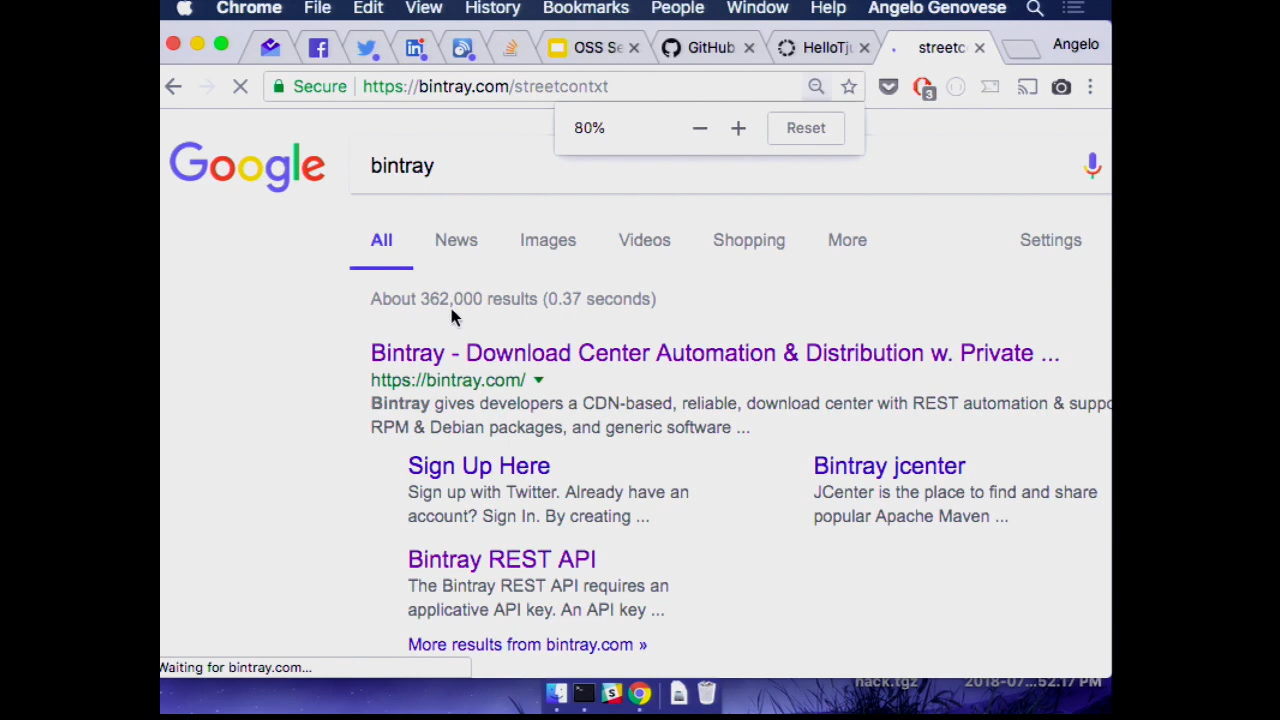 Chrome File Edit View History Bookmarks People Window Help Angelo Genovese
OSS Se GitHub HelloTj streetc Angelo
Secure https://bintray.com/streetcontxt 3
80% − + Reset
Google bintray
All News Images Videos Shopping More Settings
About 362,000 results (0.37 seconds)
Bintray - Download Center Automation & Distribution w. Private ...
https://bintray.com/
Bintray gives developers a CDN-based, reliable, download center with REST automation & suppo
RPM & Debian packages, and generic software ...
Sign Up Here
Sign up with Twitter. Already have an
account? Sign In. By creating ...
Bintray jcenter
JCenter is the place to find and share
popular Apache Maven ...
Bintray REST API
The Bintray REST API requires an
applicative API key. An API key ...
More results from bintray.com »
Waiting for bintray.com...
hack.tgz 2018-07...52.17 PM